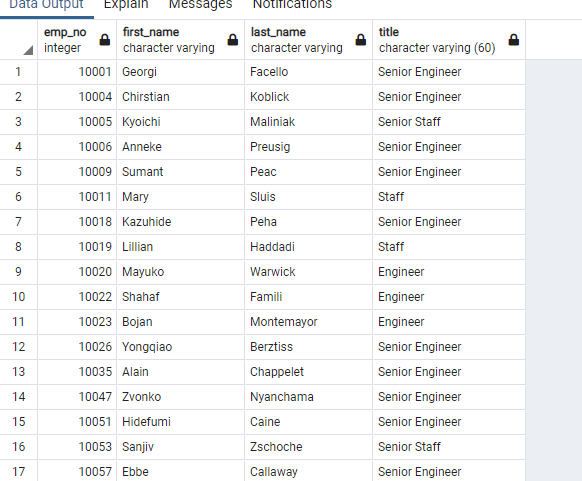 Data Output Explain Messages Notifications
emp_no first_name last_name title
integer character varying character varying character varying (60)
1 10001 Georgi Facello Senior Engineer
2 10004 Chirstian Koblick Senior Engineer
3 10005 Kyoichi Maliniak Senior Staff
4 10006 Anneke Preusig Senior Engineer
5 10009 Sumant Peac Senior Engineer
6 10011 Mary Sluis Staff
7 10018 Kazuhide Peha Senior Engineer
8 10019 Lillian Haddadi Staff
9 10020 Mayuko Warwick Engineer
10 10022 Shahaf Famili Engineer
11 10023 Bojan Montemayor Engineer
12 10026 Yongqiao Berztiss Senior Engineer
13 10035 Alain Chappelet Senior Engineer
14 10047 Zvonko Nyanchama Senior Engineer
15 10051 Hidefumi Caine Senior Engineer
16 10053 Sanjiv Zschoche Senior Staff
17 10057 Ebbe Callaway Senior Engineer